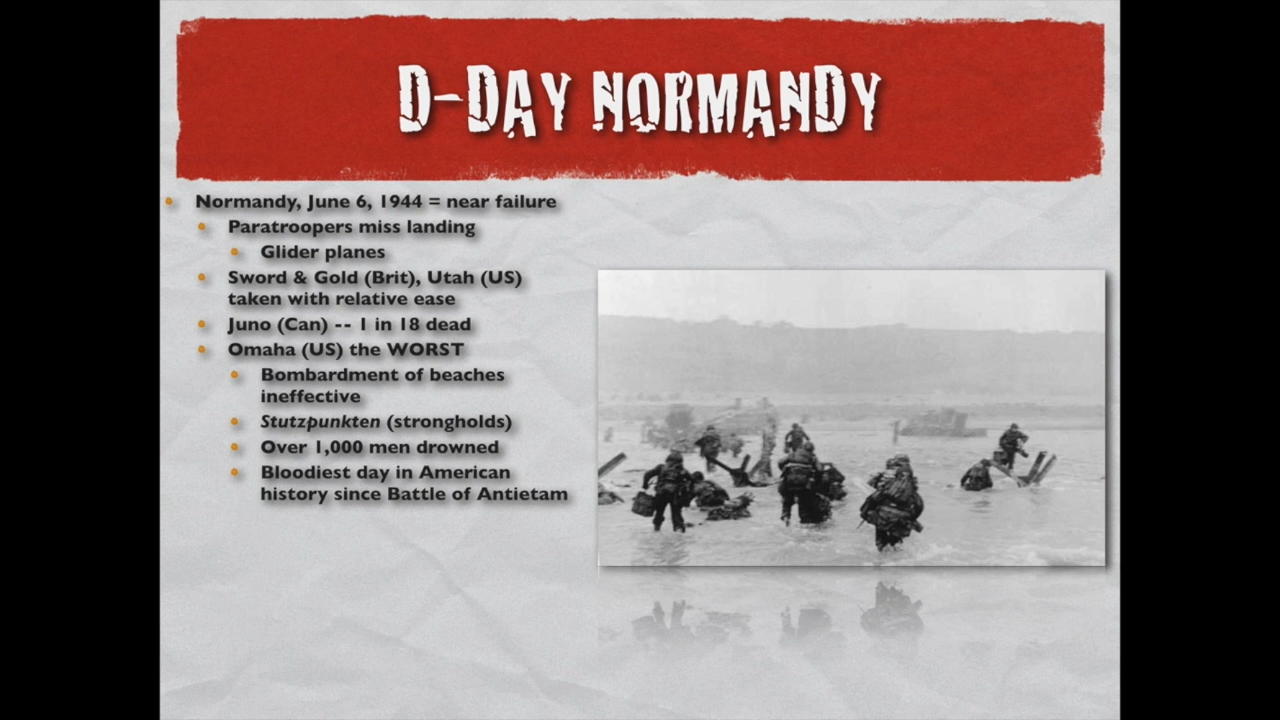 D-DAY NORMANDY
• Normandy, June 6, 1944 = near failure
• Paratroopers miss landing
• Glider planes
• Sword & Gold (Brit), Utah (US)
taken with relative ease
• Juno (Can) -- 1 in 18 dead
• Omaha (US) the WORST
• Bombardment of beaches
ineffective
• Stutzpunkten (strongholds)
• Over 1,000 men drowned
• Bloodiest day in American
history since Battle of Antietam